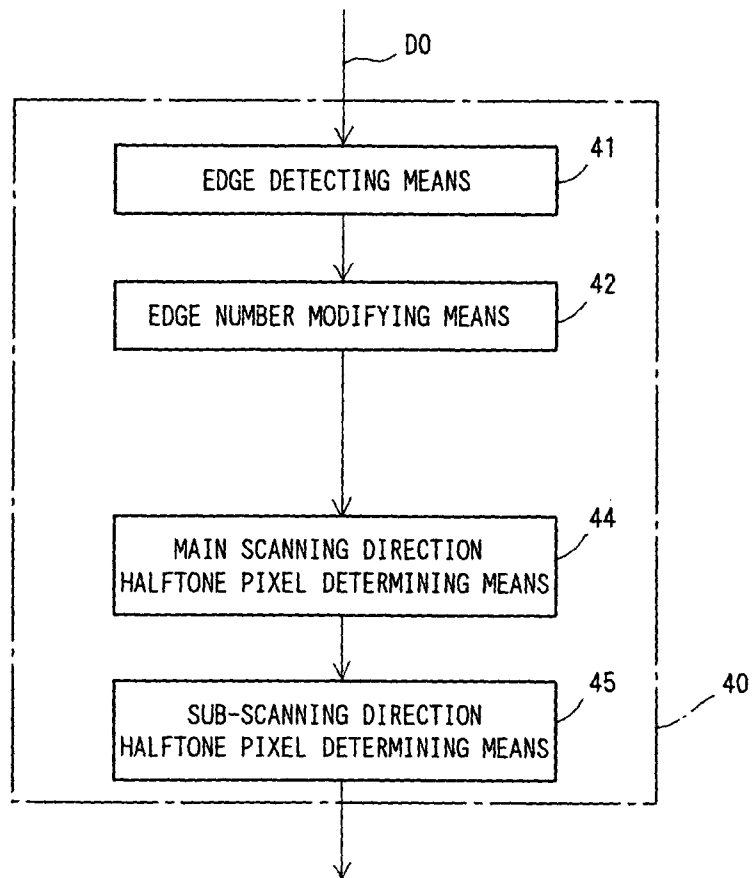 D0
41
EDGE DETECTING MEANS
42
EDGE NUMBER MODIFYING MEANS
44
MAIN SCANNING DIRECTION
HALFTONE PIXEL DETERMINING MEANS
45
SUB-SCANNING DIRECTION
HALFTONE PIXEL DETERMINING MEANS
40